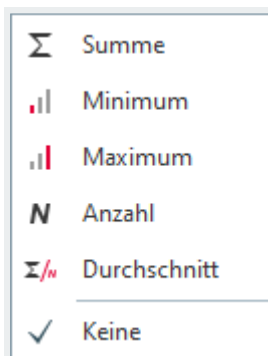 Σ Summe
Minimum
Maximum
N Anzahl
Σ/N Durchschnitt
Keine